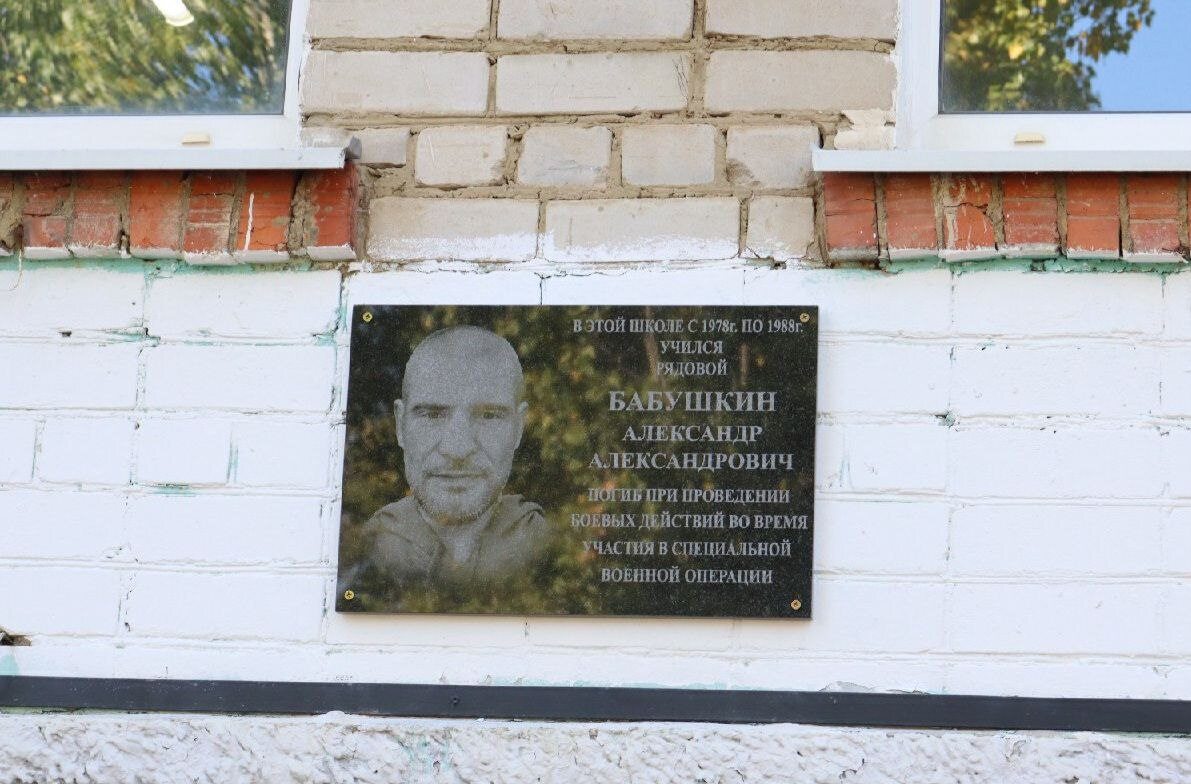 В ЭТОЙ ШКОЛЕ С 1978г. ПО 1988г.
УЧИЛСЯ
РЯДОВОЙ
БАБУШКИН
АЛЕКСАНДР
АЛЕКСАНДРОВИЧ
ПОГИБ ПРИ ПРОВЕДЕНИИ
БОЕВЫХ ДЕЙСТВИЙ ВО ВРЕМЯ
УЧАСТИЯ В СПЕЦИАЛЬНОЙ
ВОЕННОЙ ОПЕРАЦИИ